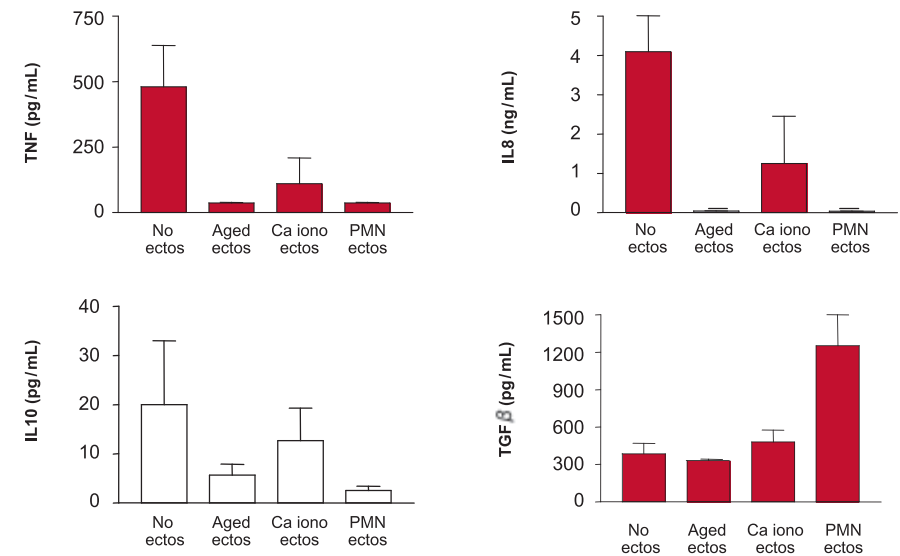 750
500
250
0
TNF (pg/mL)
No ectos
Aged ectos
Ca iono ectos
PMN ectos
5
4
3
2
1
0
IL8 (ng/mL)
No ectos
Aged ectos
Ca iono ectos
PMN ectos
40
30
20
10
0
IL10 (pg/mL)
No ectos
Aged ectos
Ca iono ectos
PMN ectos
1500
1200
900
600
300
0
TGFβ (pg/mL)
No ectos
Aged ectos
Ca iono ectos
PMN ectos